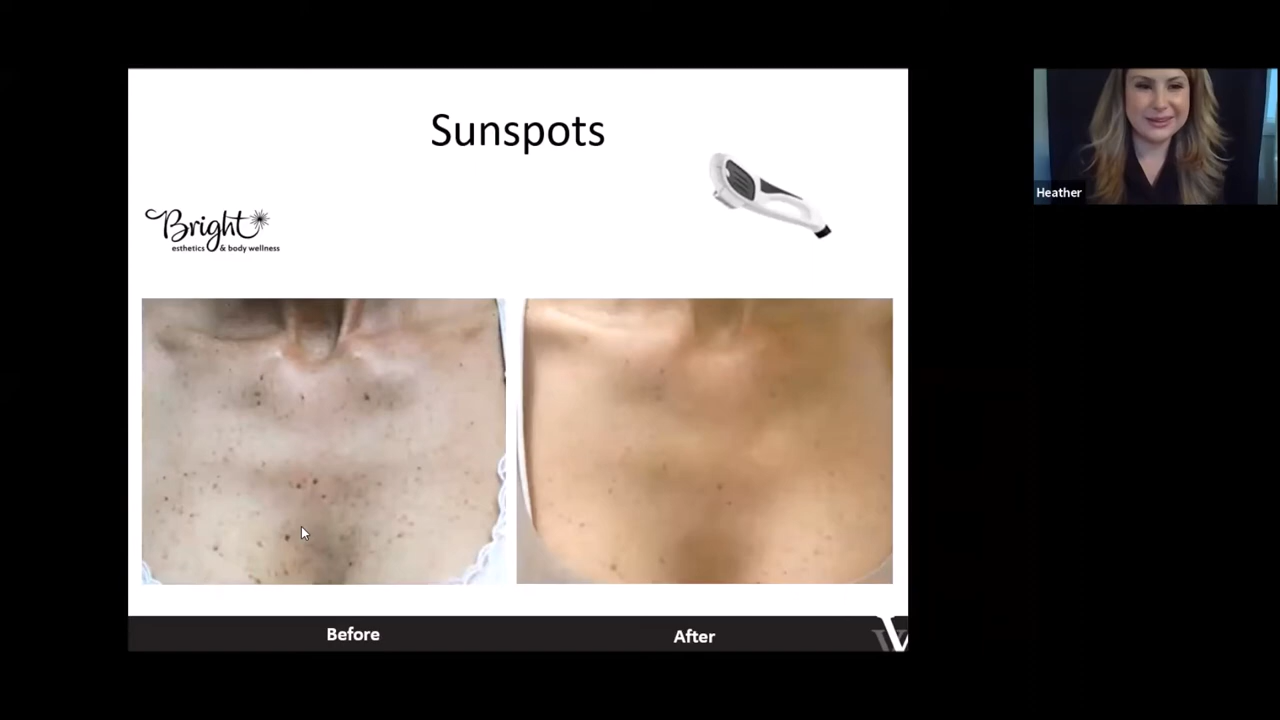 Sunspots
Bright
esthetics & body wellness
Heather
Before
After